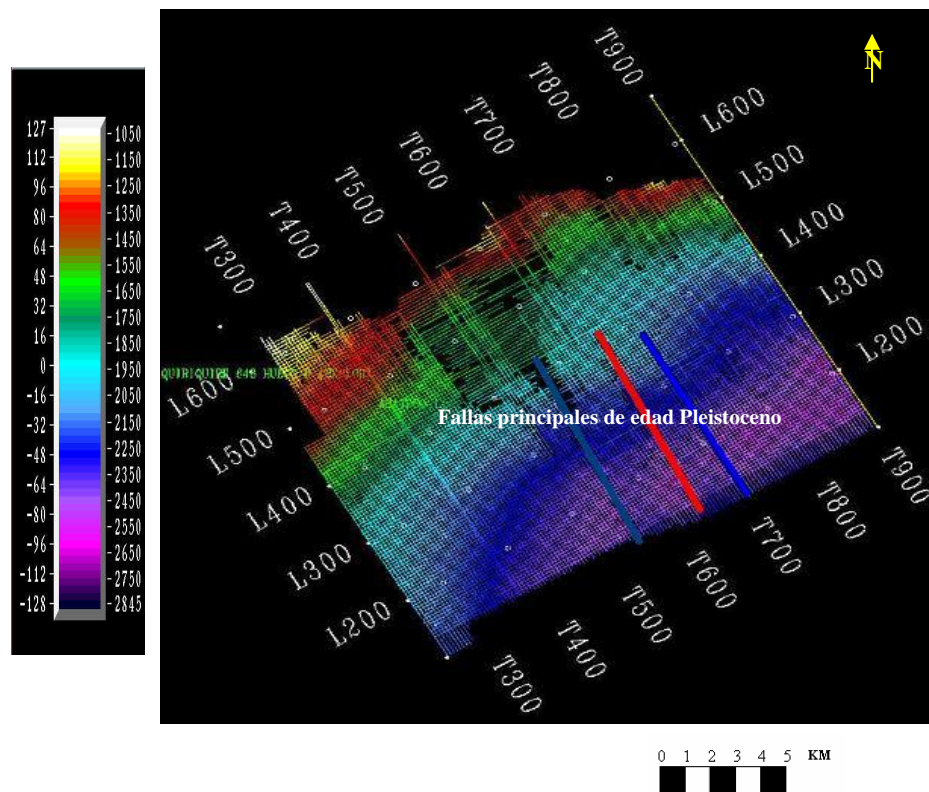 N
T900
T800
T700
T600
T500
T400
T300
L600
L500
L400
L300
L200
L600
L500
L400
L300
L200
T900
T800
T700
T600
T500
T400
T300
Fallas principales de edad Pleistoceno
127
112
96
80
64
48
32
16
0
-16
-32
-48
-64
-80
-96
-112
-128
-1050
-1150
-1250
-1350
-1450
-1550
-1650
-1750
-1850
-1950
-2050
-2150
-2250
-2350
-2450
-2550
-2650
-2750
-2845
0 1 2 3 4 5 KM